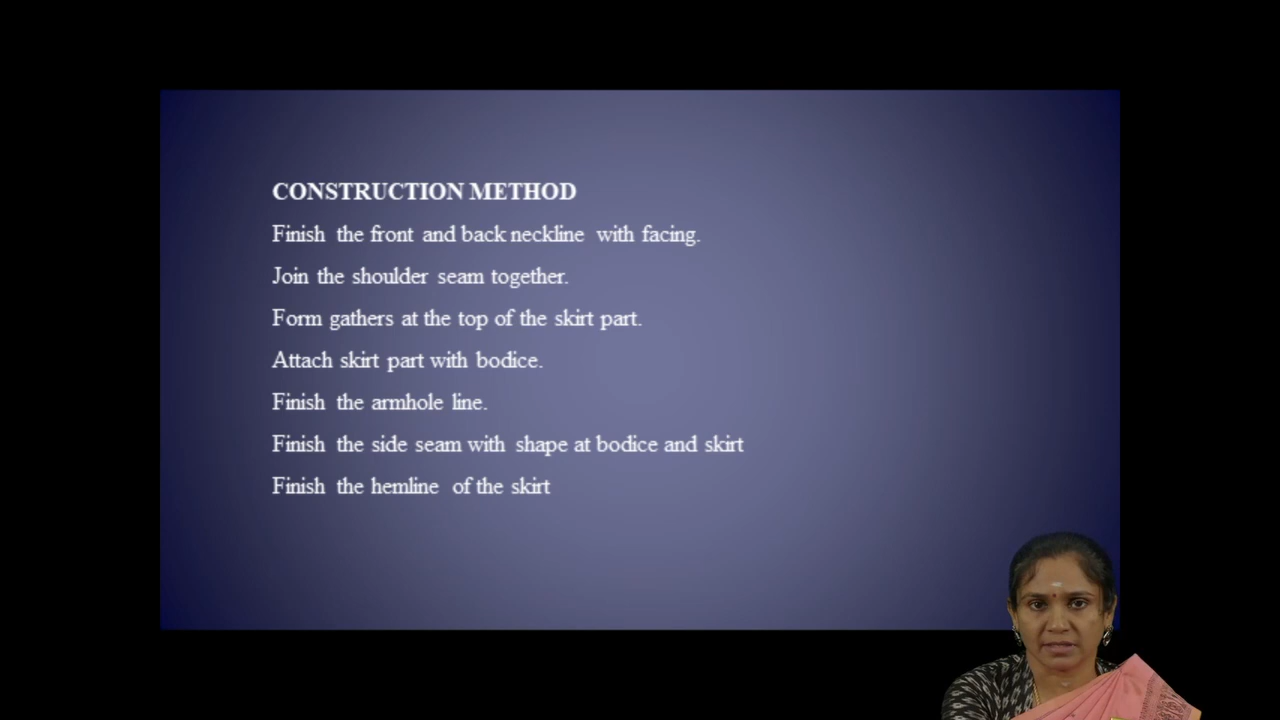 CONSTRUCTION METHOD
Finish the front and back neckline with facing.
Join the shoulder seam together.
Form gathers at the top of the skirt part.
Attach skirt part with bodice.
Finish the armhole line.
Finish the side seam with shape at bodice and skirt
Finish the hemline of the skirt